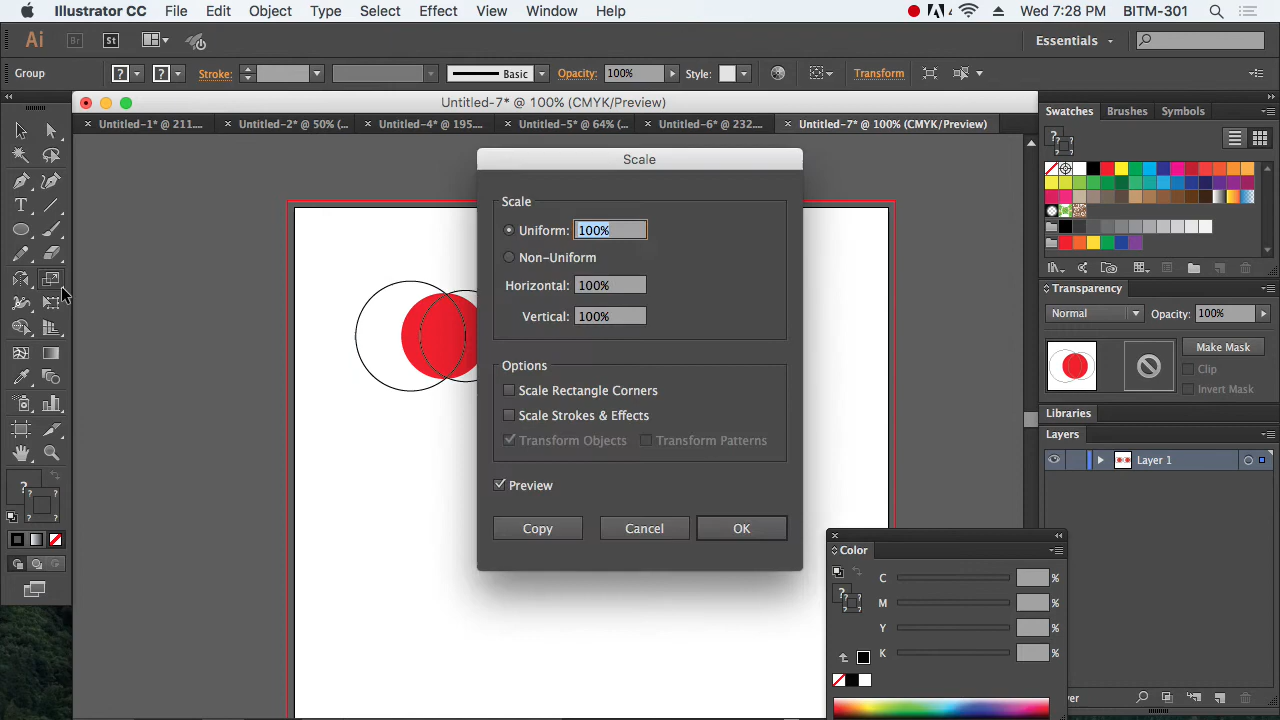 Illustrator CC File Edit Object Type Select Effect View Window Help Wed 7:28 PM BITM-301
Ai Br St Essentials
Group ? ? Stroke: Basic Opacity: 100% Style: Transform
Untitled-7* @ 100% (CMYK/Preview)
Untitled-1* @ 211.... Untitled-2* @ 50% (... Untitled-4* @ 195.... Untitled-5* @ 64% (... Untitled-6* @ 232.... Untitled-7* @ 100% (CMYK/Preview)
Swatches Brushes Symbols
Scale
Scale
Uniform: 100%
Non-Uniform
Horizontal: 100%
Vertical: 100%
Options
Scale Rectangle Corners
Scale Strokes & Effects
Transform Objects Transform Patterns
Preview
Copy Cancel OK
Transparency
Normal Opacity: 100%
Make Mask
Clip
Invert Mask
Libraries
Layers
Layer 1
Color
C %
M %
Y %
K %
yer